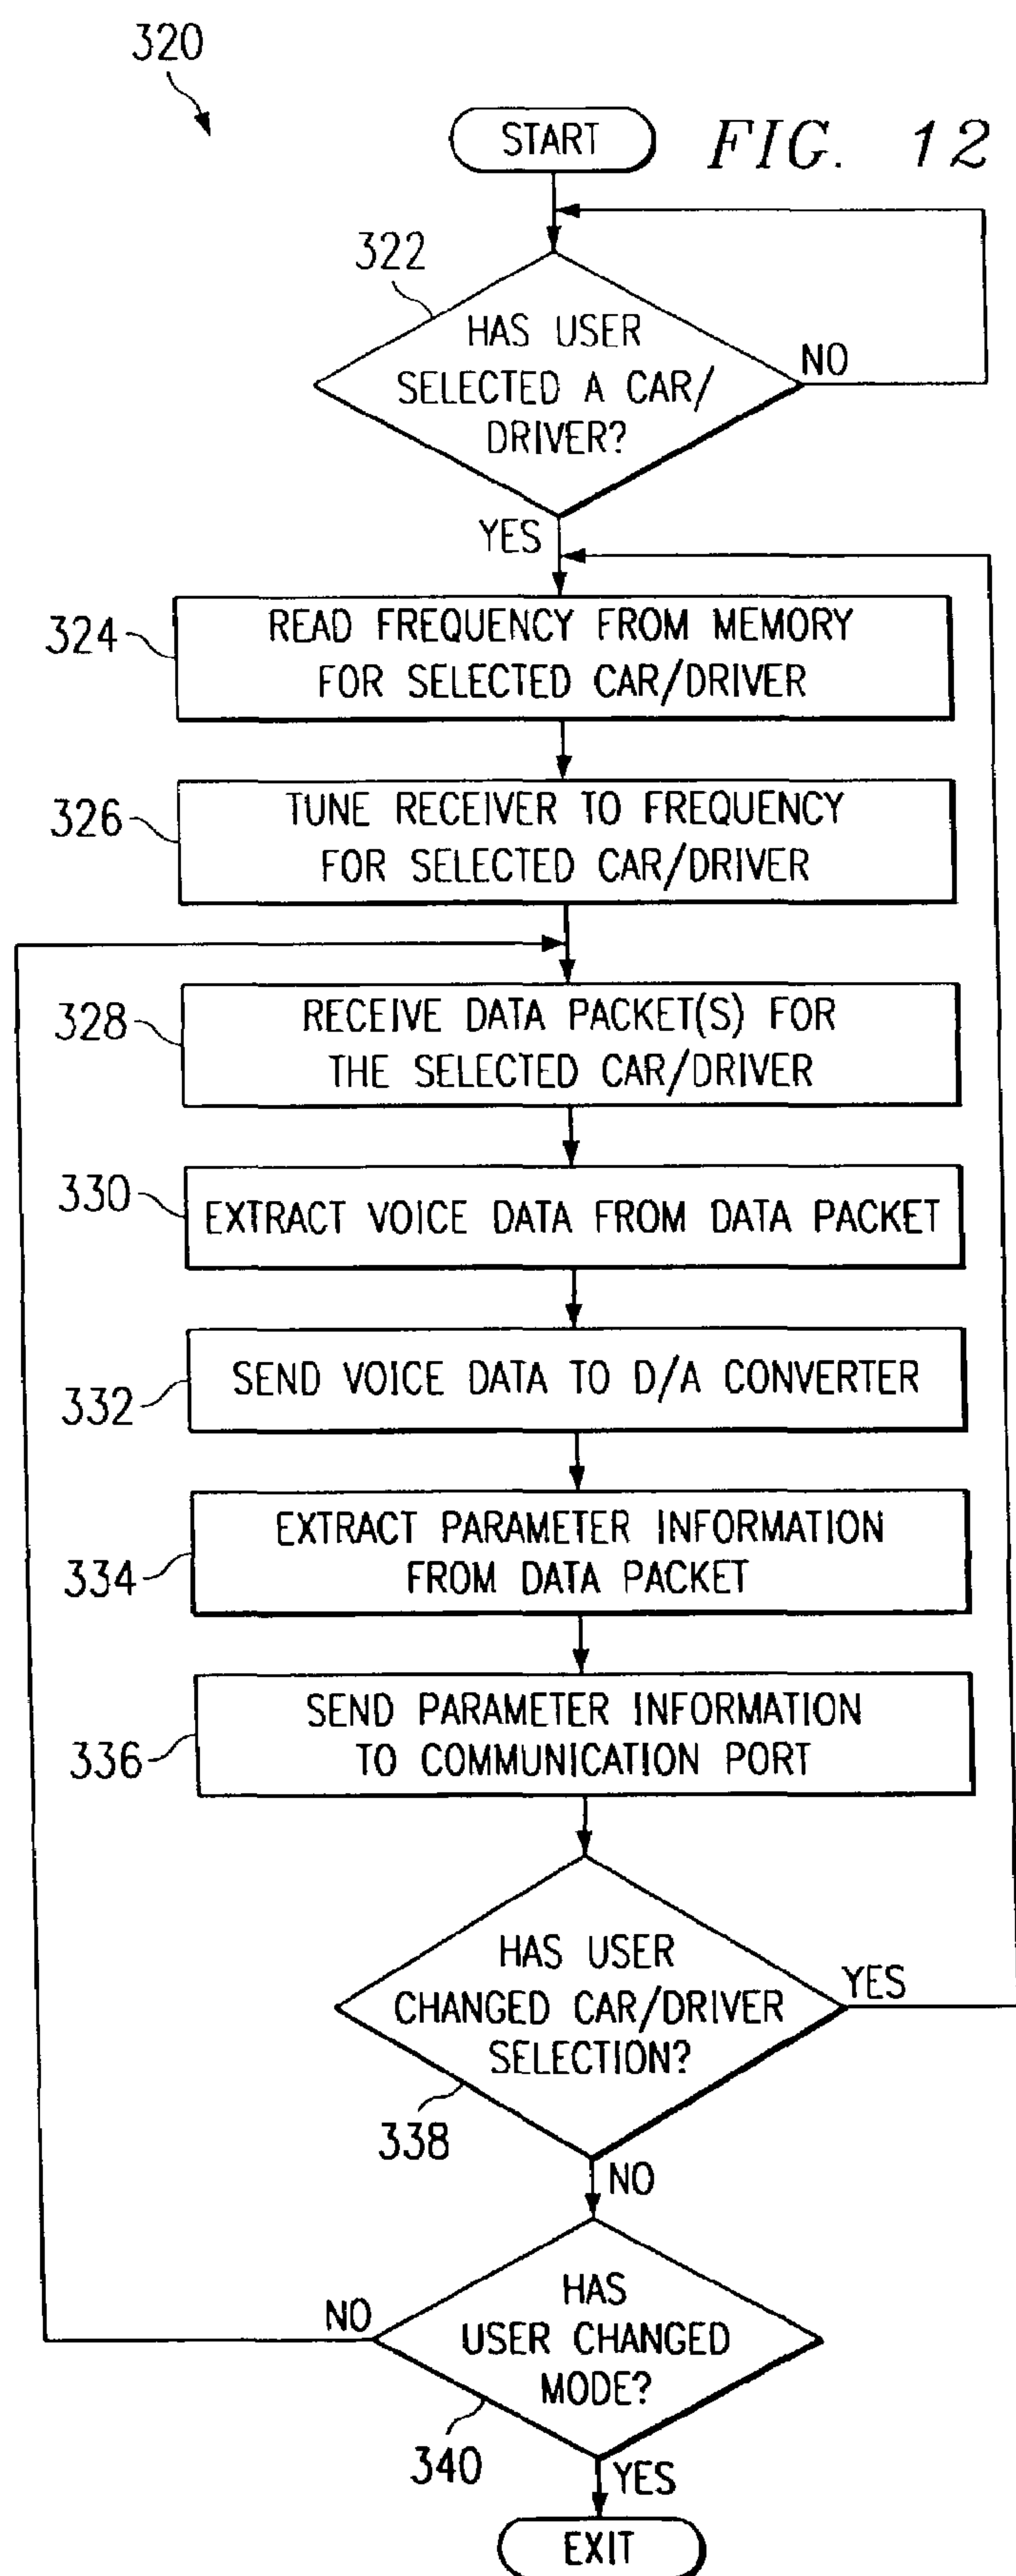 320
START
FIG. 12
322
HAS USER
SELECTED A CAR/
DRIVER?
NO
YES
324
READ FREQUENCY FROM MEMORY
FOR SELECTED CAR/DRIVER
326
TUNE RECEIVER TO FREQUENCY
FOR SELECTED CAR/DRIVER
328
RECEIVE DATA PACKET(S) FOR
THE SELECTED CAR/DRIVER
330
EXTRACT VOICE DATA FROM DATA PACKET
332
SEND VOICE DATA TO D/A CONVERTER
334
EXTRACT PARAMETER INFORMATION
FROM DATA PACKET
336
SEND PARAMETER INFORMATION
TO COMMUNICATION PORT
HAS USER
CHANGED CAR/DRIVER
SELECTION?
YES
338
NO
HAS
USER CHANGED
MODE?
NO
340
YES
EXIT